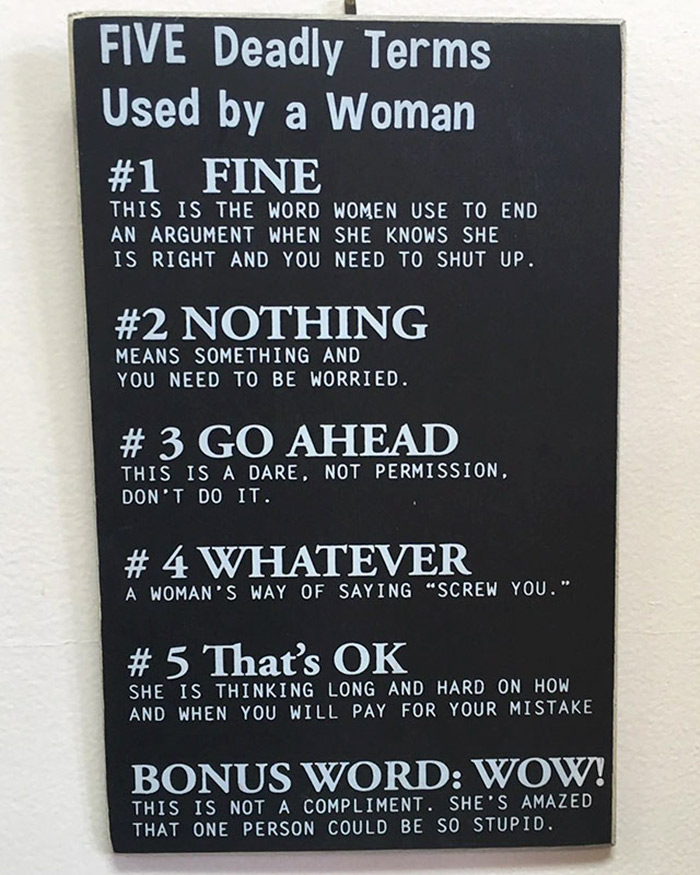 FIVE Deadly Terms
Used by a Woman
#1 FINE
THIS IS THE WORD WOMEN USE TO END
AN ARGUMENT WHEN SHE KNOWS SHE
IS RIGHT AND YOU NEED TO SHUT UP.
#2 NOTHING
MEANS SOMETHING AND
YOU NEED TO BE WORRIED.
# 3 GO AHEAD
THIS IS A DARE, NOT PERMISSION,
DON'T DO IT.
# 4 WHATEVER
A WOMAN'S WAY OF SAYING “SCREW YOU.”
# 5 That's OK
SHE IS THINKING LONG AND HARD ON HOW
AND WHEN YOU WILL PAY FOR YOUR MISTAKE
BONUS WORD: WOW!
THIS IS NOT A COMPLIMENT. SHE'S AMAZED
THAT ONE PERSON COULD BE SO STUPID.